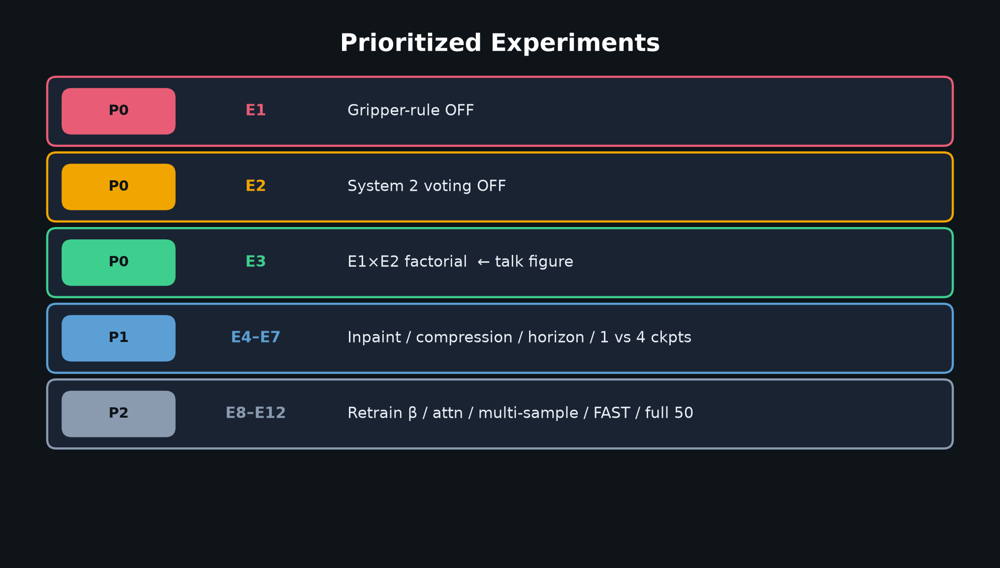 Prioritized Experiments
P0 E1 Gripper-rule OFF
P0 E2 System 2 voting OFF
P0 E3 E1×E2 factorial ← talk figure
P1 E4–E7 Inpaint / compression / horizon / 1 vs 4 ckpts
P2 E8–E12 Retrain β / attn / multi-sample / FAST / full 50